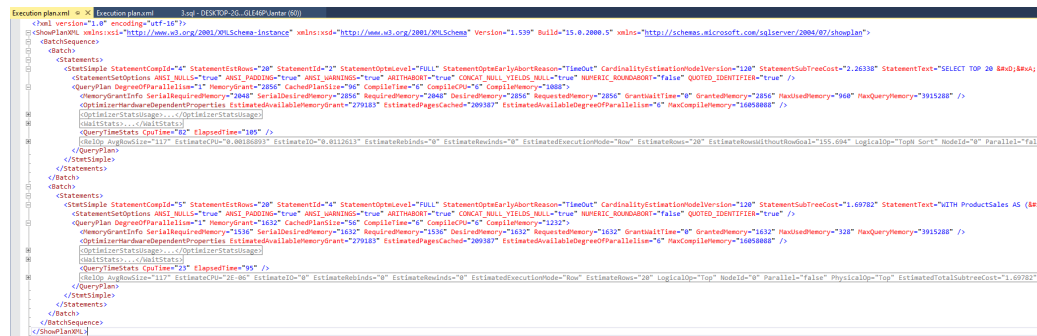 Execution plan.xml Execution plan.xml 3.sql - DESKTOP-2G...GLE46P\Jantar (60))
<?xml version="1.0" encoding="utf-16"?>
<ShowPlanXML xmlns:xsi="http://www.w3.org/2001/XMLSchema-instance" xmlns:xsd="http://www.w3.org/2001/XMLSchema" Version="1.539" Build="15.0.2000.5" xmlns="http://schemas.microsoft.com/sqlserver/2004/07/showplan">
<BatchSequence>
<Batch>
<Statements>
<StmtSimple StatementCompId="4" StatementEstRows="20" StatementId="2" StatementOptmLevel="FULL" StatementOptmEarlyAbortReason="TimeOut" CardinalityEstimationModelVersion="120" StatementSubTreeCost="2.26338" StatementText="SELECT TOP 20 &#xD;&#xA;
<StatementSetOptions ANSI_NULLS="true" ANSI_PADDING="true" ANSI_WARNINGS="true" ARITHABORT="true" CONCAT_NULL_YIELDS_NULL="true" NUMERIC_ROUNDABORT="false" QUOTED_IDENTIFIER="true" />
<QueryPlan DegreeOfParallelism="1" MemoryGrant="2856" CachedPlanSize="96" CompileTime="6" CompileCPU="6" CompileMemory="1088">
<MemoryGrantInfo SerialRequiredMemory="2048" SerialDesiredMemory="2856" RequiredMemory="2048" DesiredMemory="2856" RequestedMemory="2856" GrantWaitTime="0" GrantedMemory="2856" MaxUsedMemory="960" MaxQueryMemory="3915288" />
<OptimizerHardwareDependentProperties EstimatedAvailableMemoryGrant="279183" EstimatedPagesCached="209387" EstimatedAvailableDegreeOfParallelism="6" MaxCompileMemory="16058088" />
<OptimizerStatsUsage>...</OptimizerStatsUsage>
<WaitStats>...</WaitStats>
<QueryTimeStats CpuTime="82" ElapsedTime="105" />
<RelOp AvgRowSize="117" EstimateCPU="0.00186893" EstimateIO="0.0112613" EstimateRebinds="0" EstimateRewinds="0" EstimatedExecutionMode="Row" EstimateRows="20" EstimateRowsWithoutRowGoal="155.694" LogicalOp="TopN Sort" NodeId="0" Parallel="fal
</QueryPlan>
</StmtSimple>
</Statements>
</Batch>
<Batch>
<Statements>
<StmtSimple StatementCompId="5" StatementEstRows="20" StatementId="4" StatementOptmLevel="FULL" StatementOptmEarlyAbortReason="TimeOut" CardinalityEstimationModelVersion="120" StatementSubTreeCost="1.69782" StatementText="WITH ProductSales AS (&#
<StatementSetOptions ANSI_NULLS="true" ANSI_PADDING="true" ANSI_WARNINGS="true" ARITHABORT="true" CONCAT_NULL_YIELDS_NULL="true" NUMERIC_ROUNDABORT="false" QUOTED_IDENTIFIER="true" />
<QueryPlan DegreeOfParallelism="1" MemoryGrant="1632" CachedPlanSize="56" CompileTime="6" CompileCPU="6" CompileMemory="1232">
<MemoryGrantInfo SerialRequiredMemory="1536" SerialDesiredMemory="1632" RequiredMemory="1536" DesiredMemory="1632" RequestedMemory="1632" GrantWaitTime="0" GrantedMemory="1632" MaxUsedMemory="328" MaxQueryMemory="3915288" />
<OptimizerHardwareDependentProperties EstimatedAvailableMemoryGrant="279183" EstimatedPagesCached="209387" EstimatedAvailableDegreeOfParallelism="6" MaxCompileMemory="16058088" />
<OptimizerStatsUsage>...</OptimizerStatsUsage>
<WaitStats>...</WaitStats>
<QueryTimeStats CpuTime="23" ElapsedTime="95" />
<RelOp AvgRowSize="117" EstimateCPU="2E-06" EstimateIO="0" EstimateRebinds="0" EstimateRewinds="0" EstimatedExecutionMode="Row" EstimateRows="20" LogicalOp="Top" NodeId="0" Parallel="false" PhysicalOp="Top" EstimatedTotalSubtreeCost="1.69782"
</QueryPlan>
</StmtSimple>
</Statements>
</Batch>
</BatchSequence>
</ShowPlanXML>